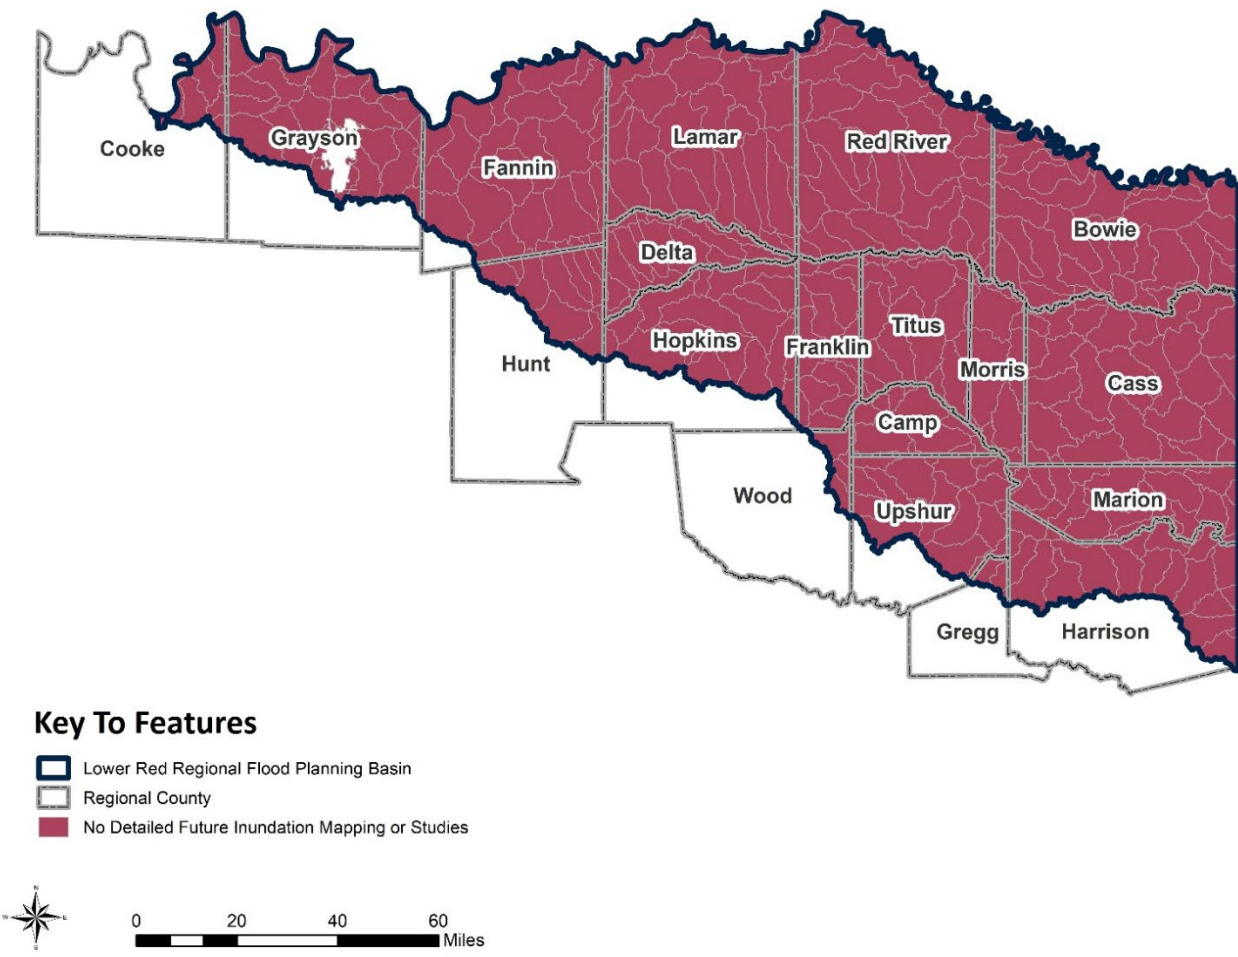 Cooke
Grayson
Fannin
Lamar
Red River
Bowie
Delta
Hopkins
Franklin
Titus
Morris
Cass
Hunt
Camp
Wood
Upshur
Marion
Gregg
Harrison
Key To Features
Lower Red Regional Flood Planning Basin
Regional County
No Detailed Future Inundation Mapping or Studies
N
W E
S
0 20 40 60
Miles